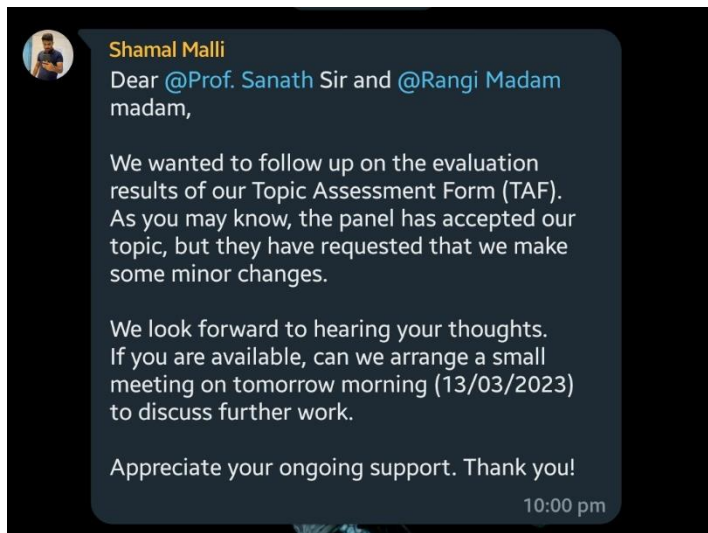 Shamal Malli
Dear @Prof. Sanath Sir and @Rangi Madam
madam,
We wanted to follow up on the evaluation
results of our Topic Assessment Form (TAF).
As you may know, the panel has accepted our
topic, but they have requested that we make
some minor changes.
We look forward to hearing your thoughts.
If you are available, can we arrange a small
meeting on tomorrow morning (13/03/2023)
to discuss further work.
Appreciate your ongoing support. Thank you!
10:00 pm